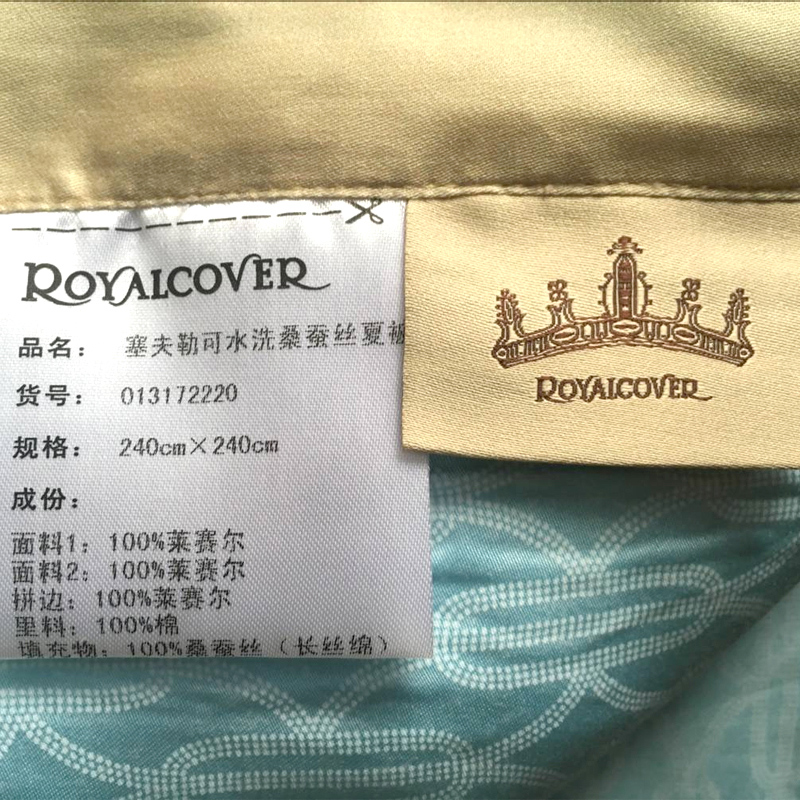 ROYALCOVER
品名： 塞夫勒可水洗桑蚕丝夏被
货号： 013172220
规格： 240cm×240cm
成份：
面料1：100%莱赛尔
面料2：100%莱赛尔
拼边：100%莱赛尔
里料：100%棉
填充物：100%桑蚕丝（长丝绵）
ROYALCOVER